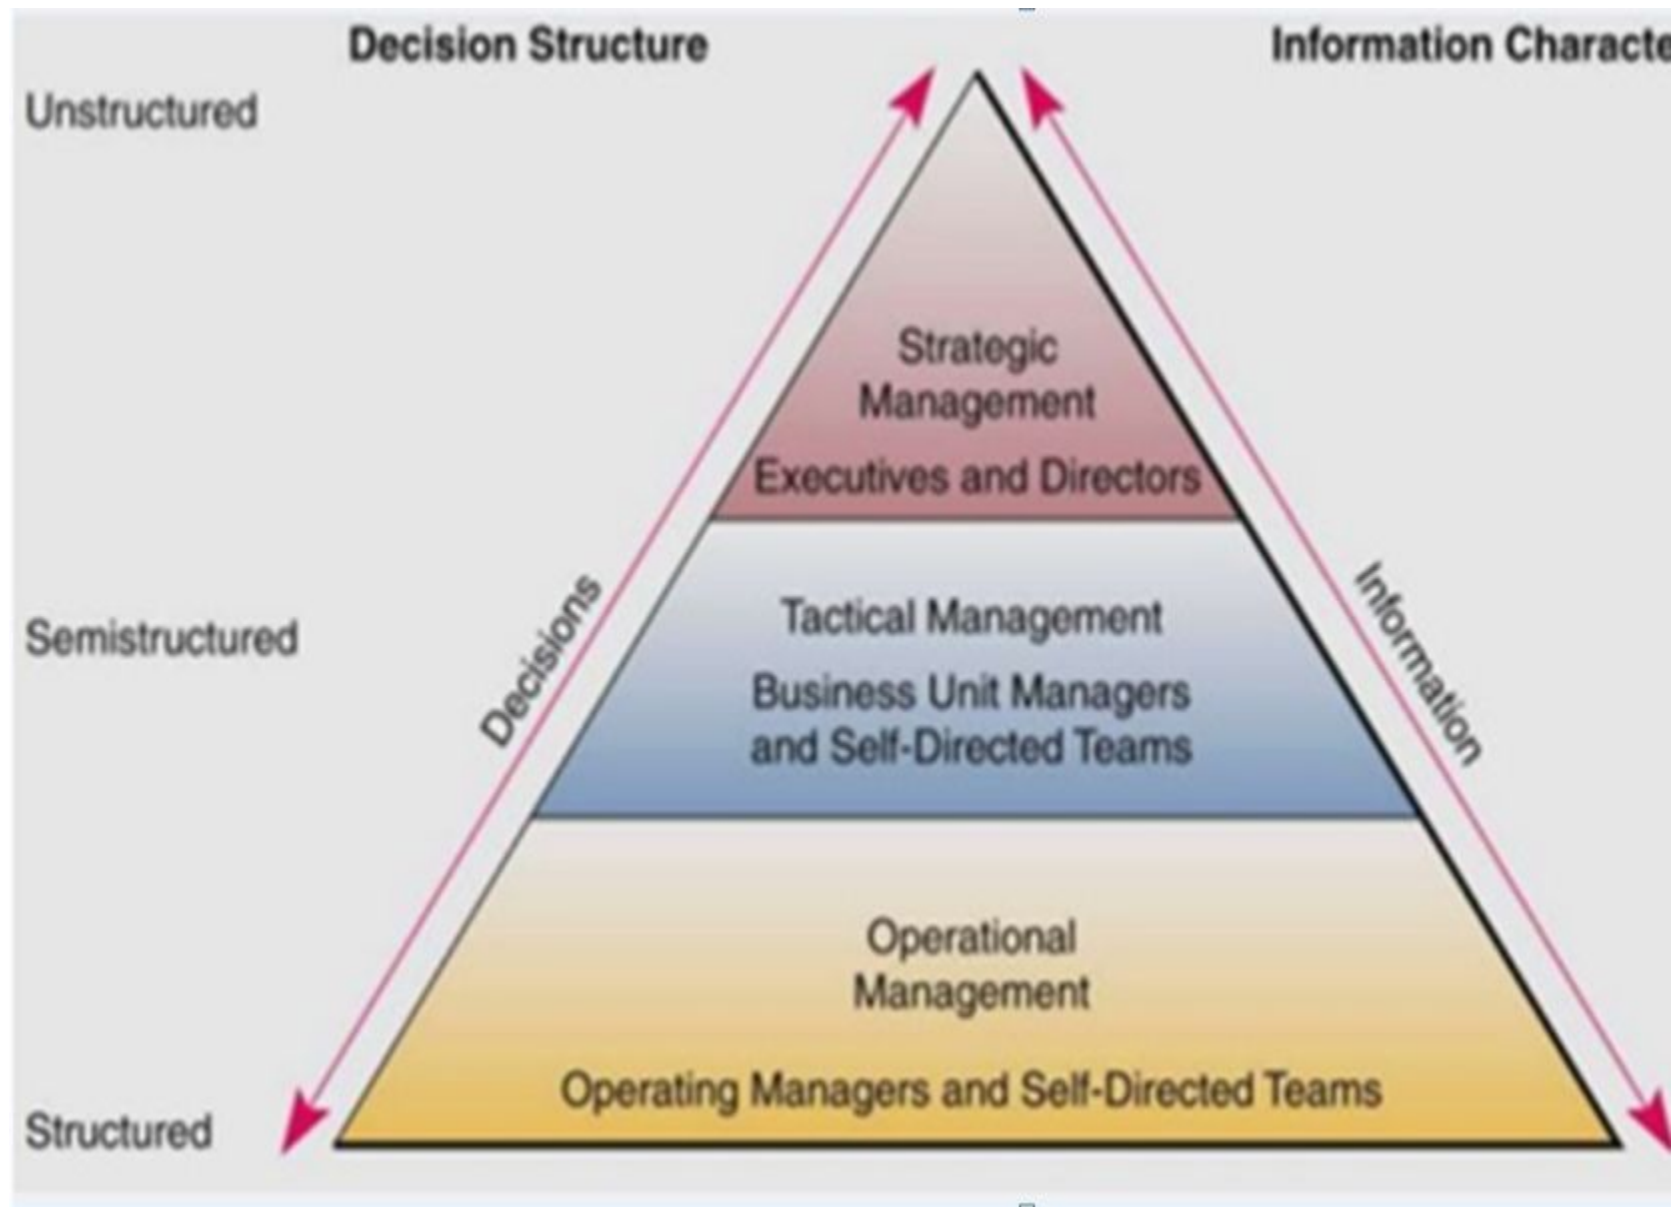 Decision Structure
Information Characte
Unstructured
Strategic
Management
Executives and Directors
Decisions
Information
Semistructured
Tactical Management
Business Unit Managers
and Self-Directed Teams
Operational
Management
Operating Managers and Self-Directed Teams
Structured